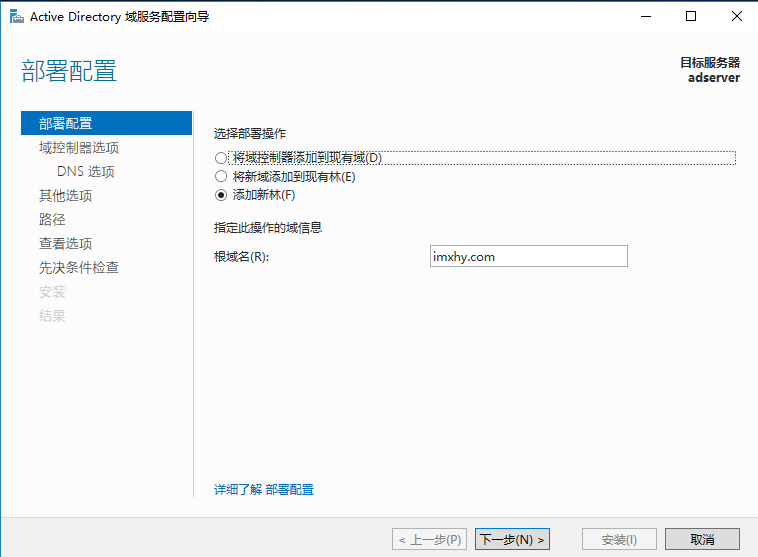 Active Directory 域服务配置向导
部署配置
目标服务器
adserver
部署配置
域控制器选项
DNS 选项
其他选项
路径
查看选项
先决条件检查
安装
结果
选择部署操作
将域控制器添加到现有域(D)
将新域添加到现有林(E)
添加新林(F)
指定此操作的域信息
根域名(R): imxhy.com
详细了解 部署配置
< 上一步(P) 下一步(N) > 安装(I) 取消